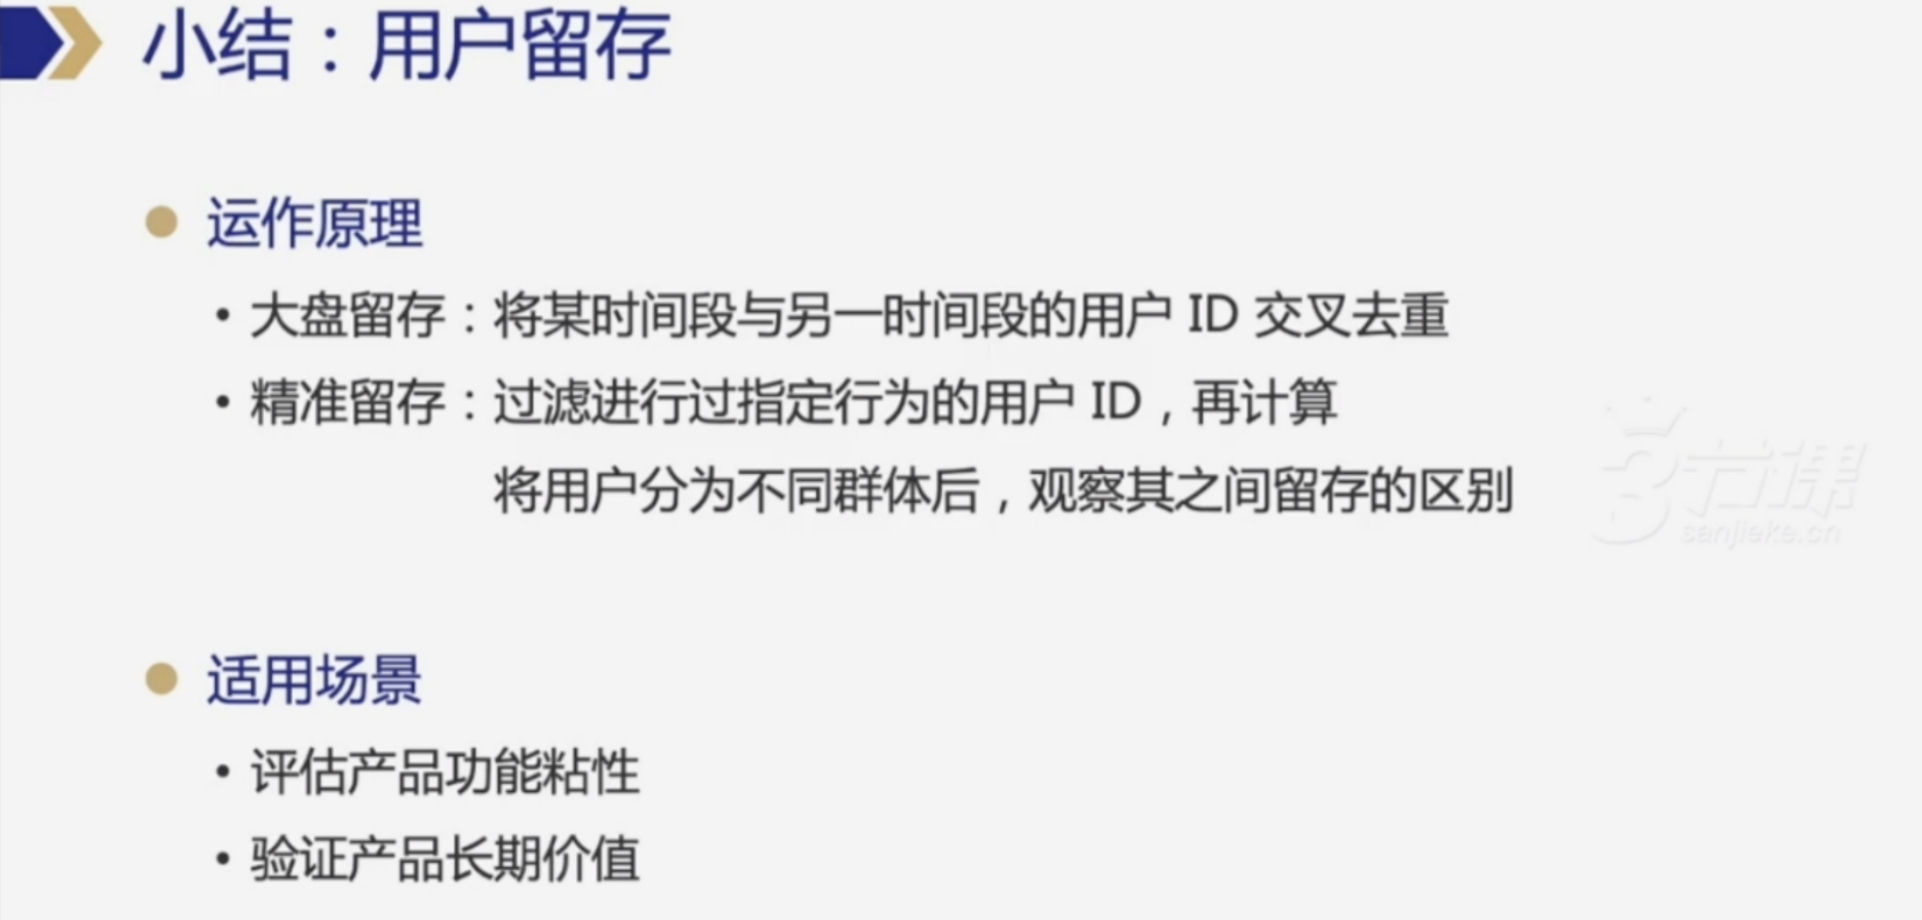 小结：用户留存
运作原理
• 大盘留存：将某时间段与另一时间段的用户 ID 交叉去重
• 精准留存：过滤进行过指定行为的用户 ID，再计算
将用户分为不同群体后，观察其之间留存的区别
3节课
sanjieke.cn
适用场景
• 评估产品功能粘性
• 验证产品长期价值